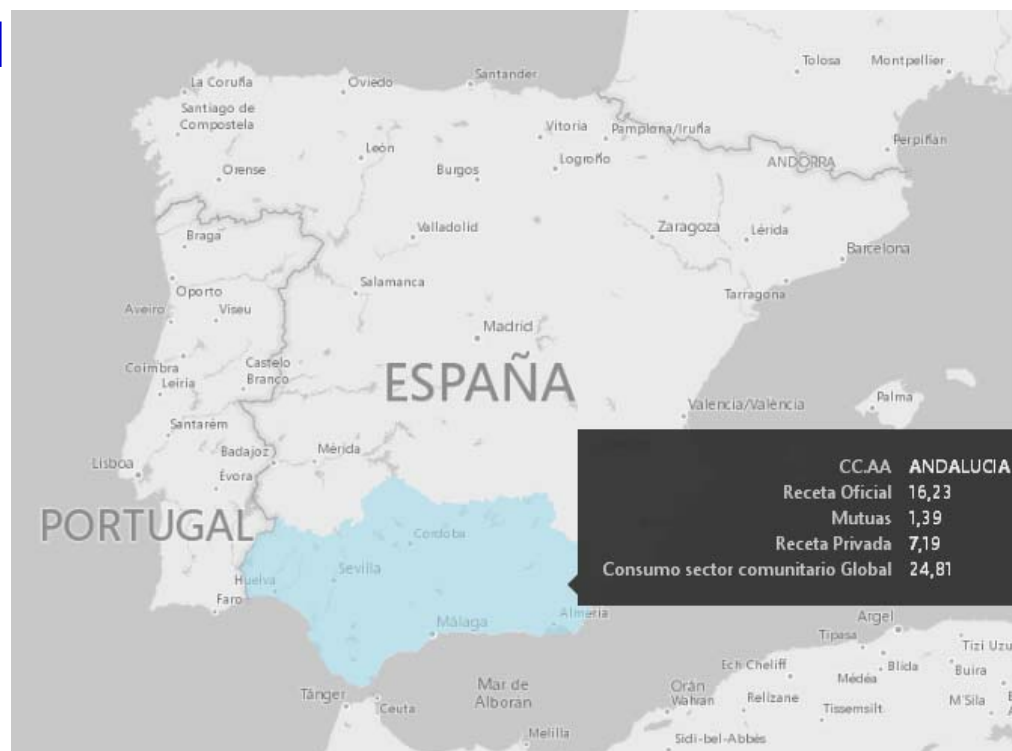 Tolosa
Montpellier
La Coruña
Oviedo
Santander
Santiago de
Compostela
Vitoria
Pamplona/Iruña
Perpiñán
León
Logroño
ANDORRA
Orense
Burgos
Valladolid
Zaragoza
Lérida
Braga
Barcelona
Salamanca
Oporto
Tarragona
Aveiro
Viseu
Madrid
Coimbra
Castelo
Branco
ESPAÑA
Leiria
Palma
Valencia/València
Santarém
Badajoz
Mérida
Lisboa
Évora
CC.AA ANDALUCIA
Receta Oficial 16,23
Mutuas 1,39
Receta Privada 7,19
Consumo sector comunitario Global 24,81
PORTUGAL
Cordoba
Sevilla
Huelva
Faro
Almería
Málaga
Argel
Tipasa
Tizi Uzu
Ech Cheliff
Blida
Buira
Médéa
Mar de
Alborán
Tánger
Ceuta
Orán
Wahran
Relizane
Tissemsilt
M'Sila
Melilla
Sidi-bel-Abbès